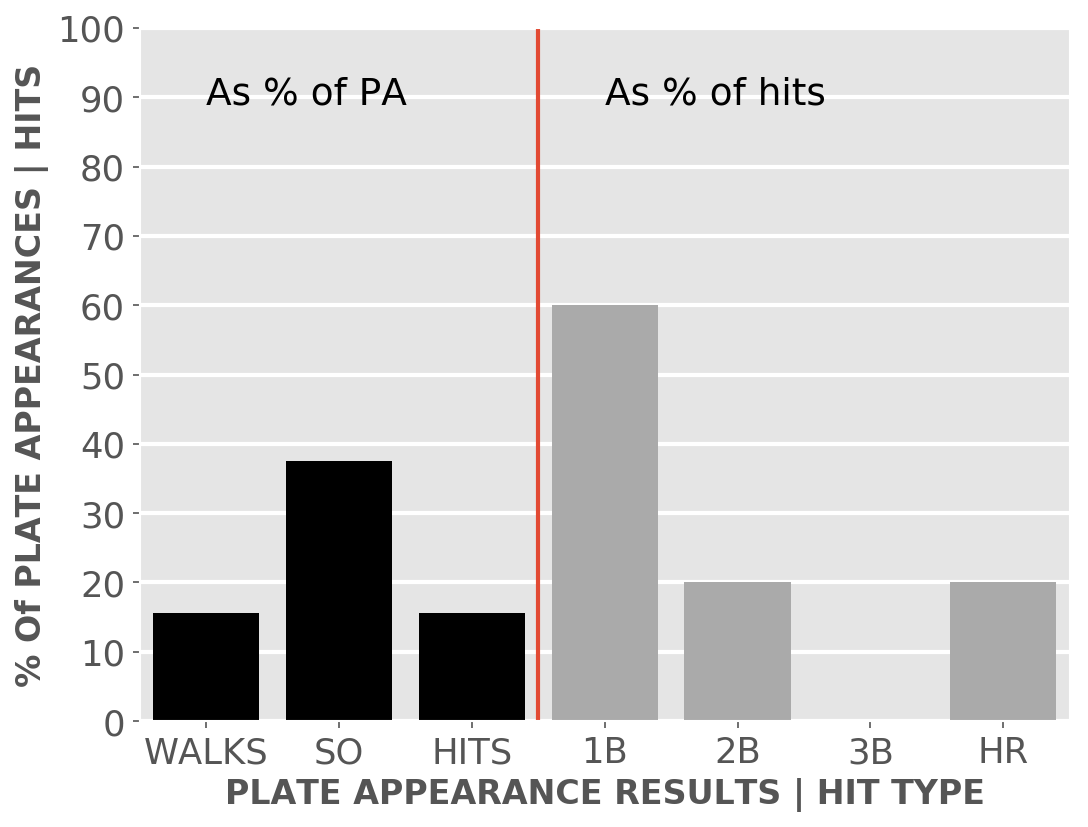 100
As % of PA
As % of hits
90
80
70
60
50
40
30
20
10
0
% Of PLATE APPEARANCES | HITS
WALKS SO HITS 1B 2B 3B HR
PLATE APPEARANCE RESULTS | HIT TYPE